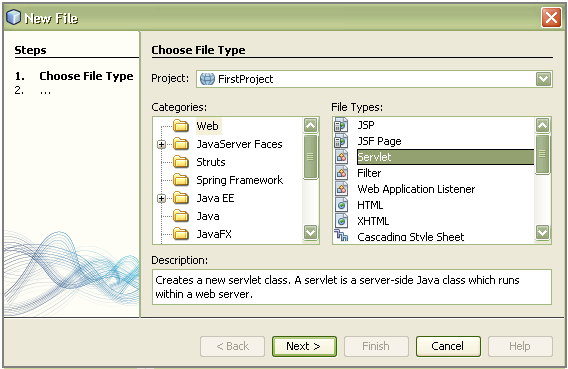 New File
Steps
1. Choose File Type
2. ...
Choose File Type
Project: FirstProject
Categories:
Web
JavaServer Faces
Struts
Spring Framework
Java EE
Java
JavaFX
File Types:
JSP
JSF Page
Servlet
Filter
Web Application Listener
HTML
XHTML
Cascading Style Sheet
Description:
Creates a new servlet class. A servlet is a server-side Java class which runs
within a web server.
< Back Next > Finish Cancel Help